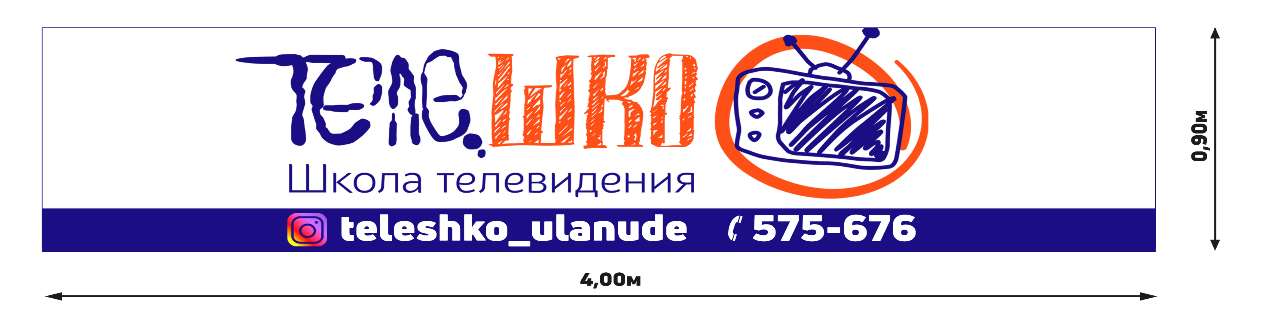 ТЕЛЕ.ШКО
Школа телевидения
teleshko_ulanude 575-676
4,00м
0,90м